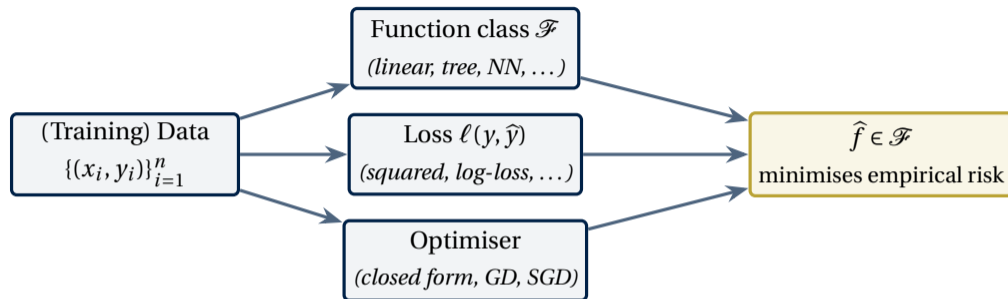 (Training) Data
{(xᵢ, yᵢ)}ⁿᵢ₌₁
Function class ℱ
(linear, tree, NN, …)
Loss ℓ(y, ŷ)
(squared, log-loss, …)
Optimiser
(closed form, GD, SGD)
f̂ ∈ ℱ
minimises empirical risk